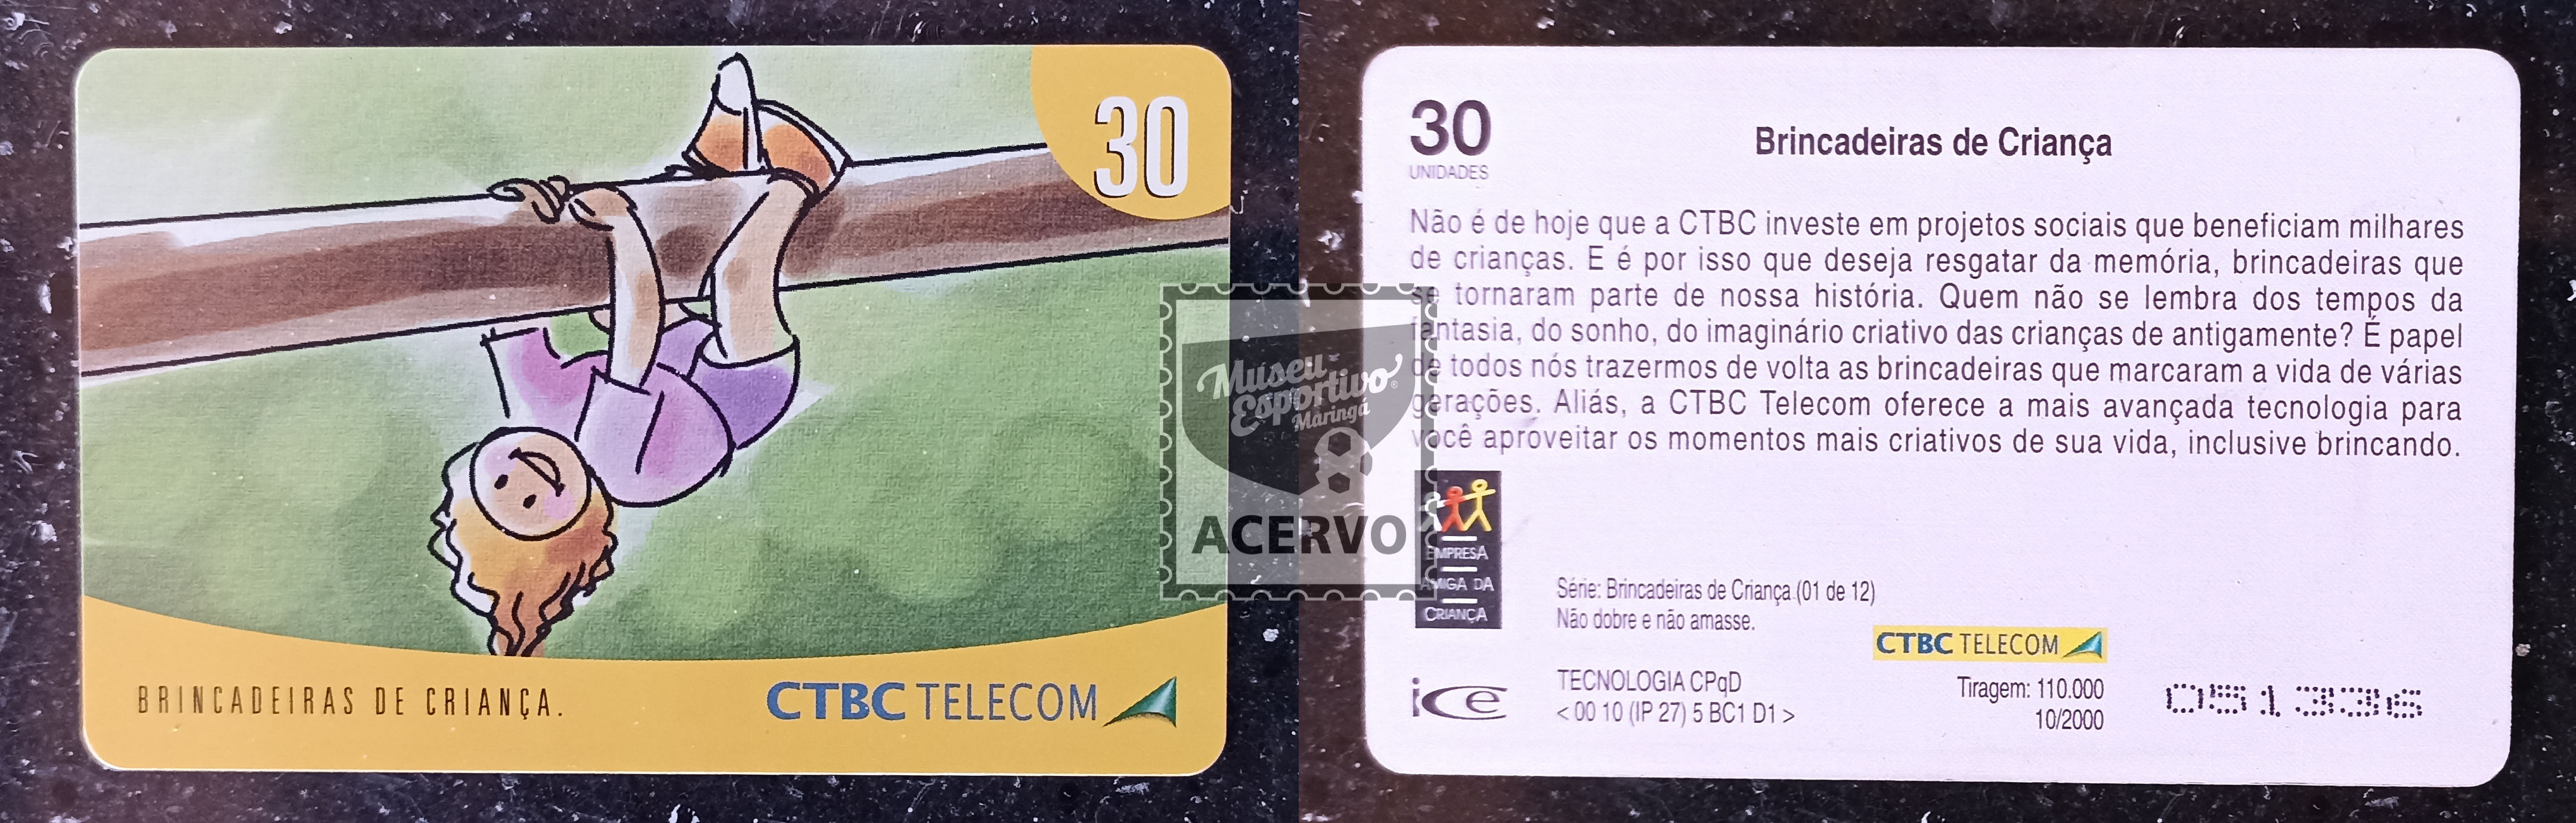 30
BRINCADEIRAS DE CRIANÇA.
CTBC TELECOM
30
UNIDADES
Brincadeiras de Criança
Não é de hoje que a CTBC investe em projetos sociais que beneficiam milhares
de crianças. E é por isso que deseja resgatar da memória, brincadeiras que
se tornaram parte de nossa história. Quem não se lembra dos tempos da
fantasia, do sonho, do imaginário criativo das crianças de antigamente? É papel
de todos nós trazermos de volta as brincadeiras que marcaram a vida de várias
gerações. Aliás, a CTBC Telecom oferece a mais avançada tecnologia para
você aproveitar os momentos mais criativos de sua vida, inclusive brincando.
EMPRESA
AMIGA DA
CRIANÇA
Série: Brincadeiras de Criança (01 de 12)
Não dobre e não amasse.
CTBC TELECOM
ice
TECNOLOGIA CPqD
< 00 10 (IP 27) 5 BC1 D1 >
Tiragem: 110.000
10/2000
051336
Museu
Esportivo®
Maringá
ACERVO